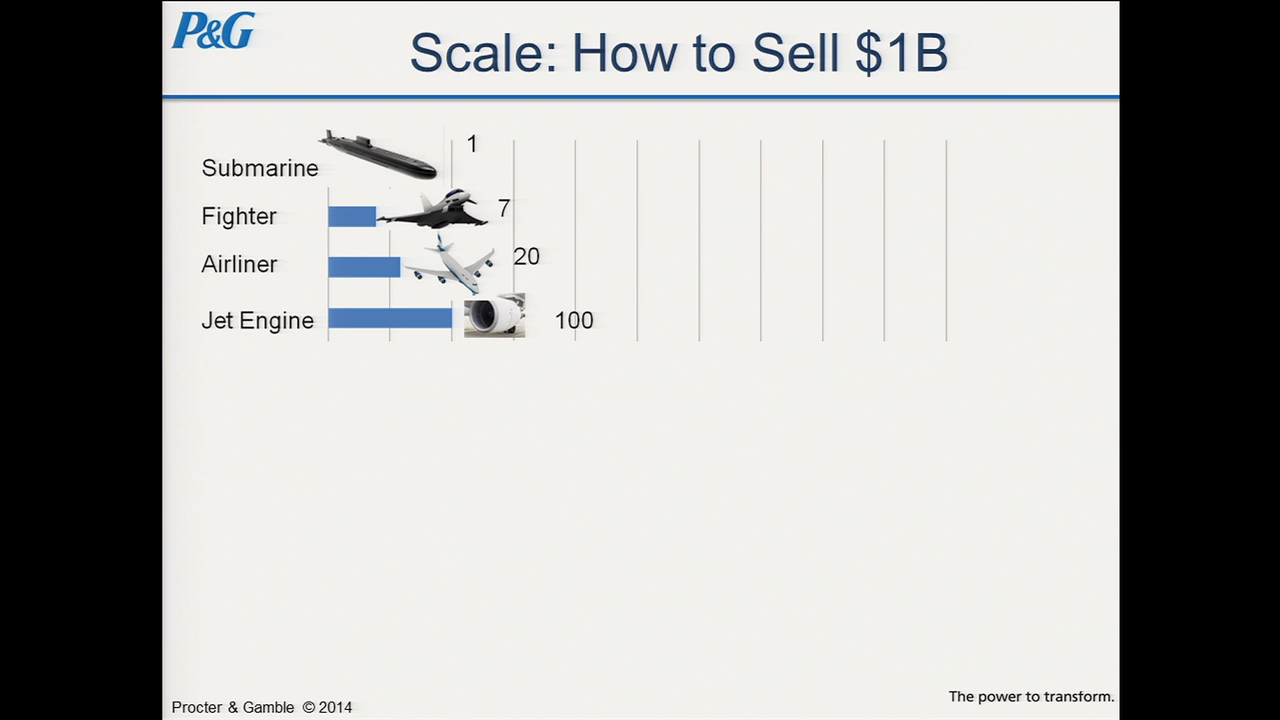 P&G
Scale: How to Sell $1B
Submarine 1
Fighter 7
Airliner 20
Jet Engine 100
Procter & Gamble © 2014
The power to transform.